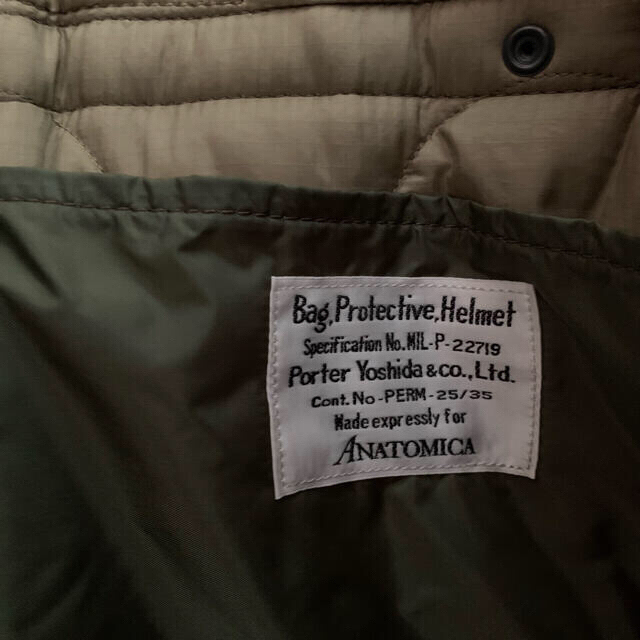 Bag,Protective,Helmet
Specification No.MIL-P-22719
Porter Yoshida & co.,Ltd.
Cont.No-PERM-25/35
Made expressly for
ANATOMICA